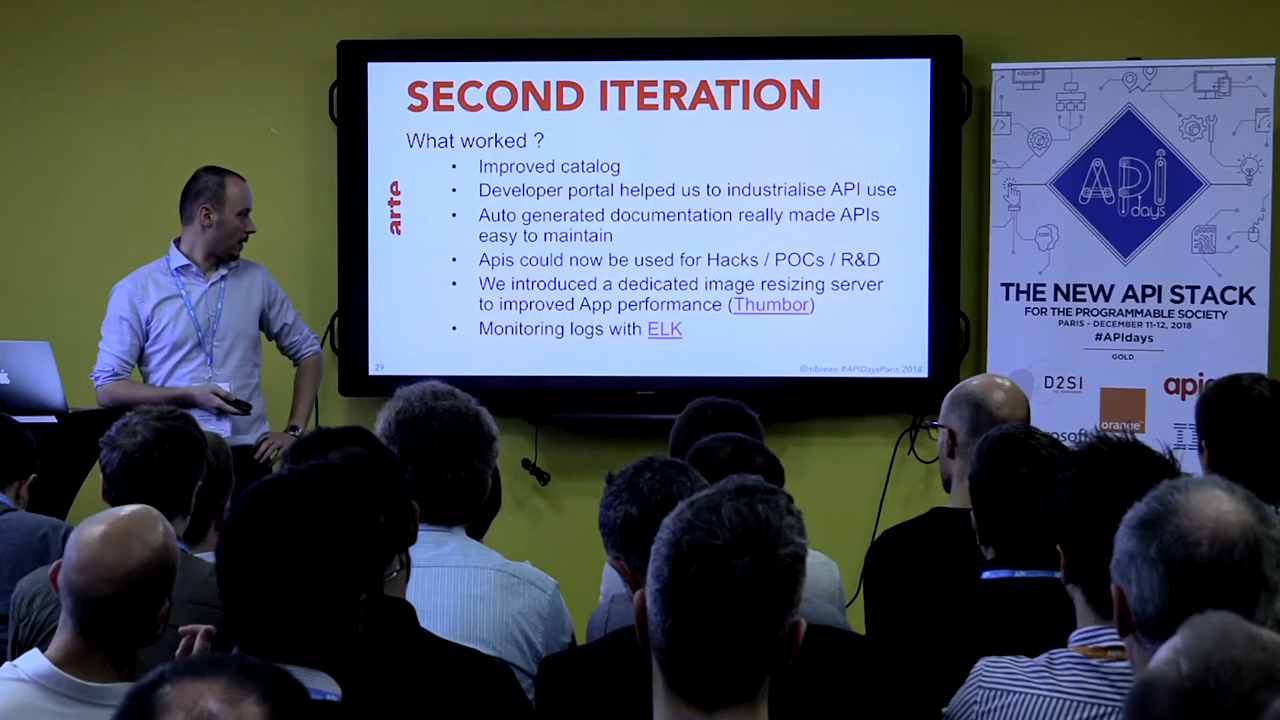 SECOND ITERATION
What worked ?
• Improved catalog
• Developer portal helped us to industrialise API use
• Auto generated documentation really made APIs
easy to maintain
• Apis could now be used for Hacks / POCs / R&D
• We introduced a dedicated image resizing server
to improved App performance (Thumbor)
• Monitoring logs with ELK
arte
29
@mbreen #APIDaysParis 2018
API
days
THE NEW API STACK
FOR THE PROGRAMMABLE SOCIETY
PARIS - DECEMBER 11-12, 2018
#APIdays
GOLD
D2SI
orange